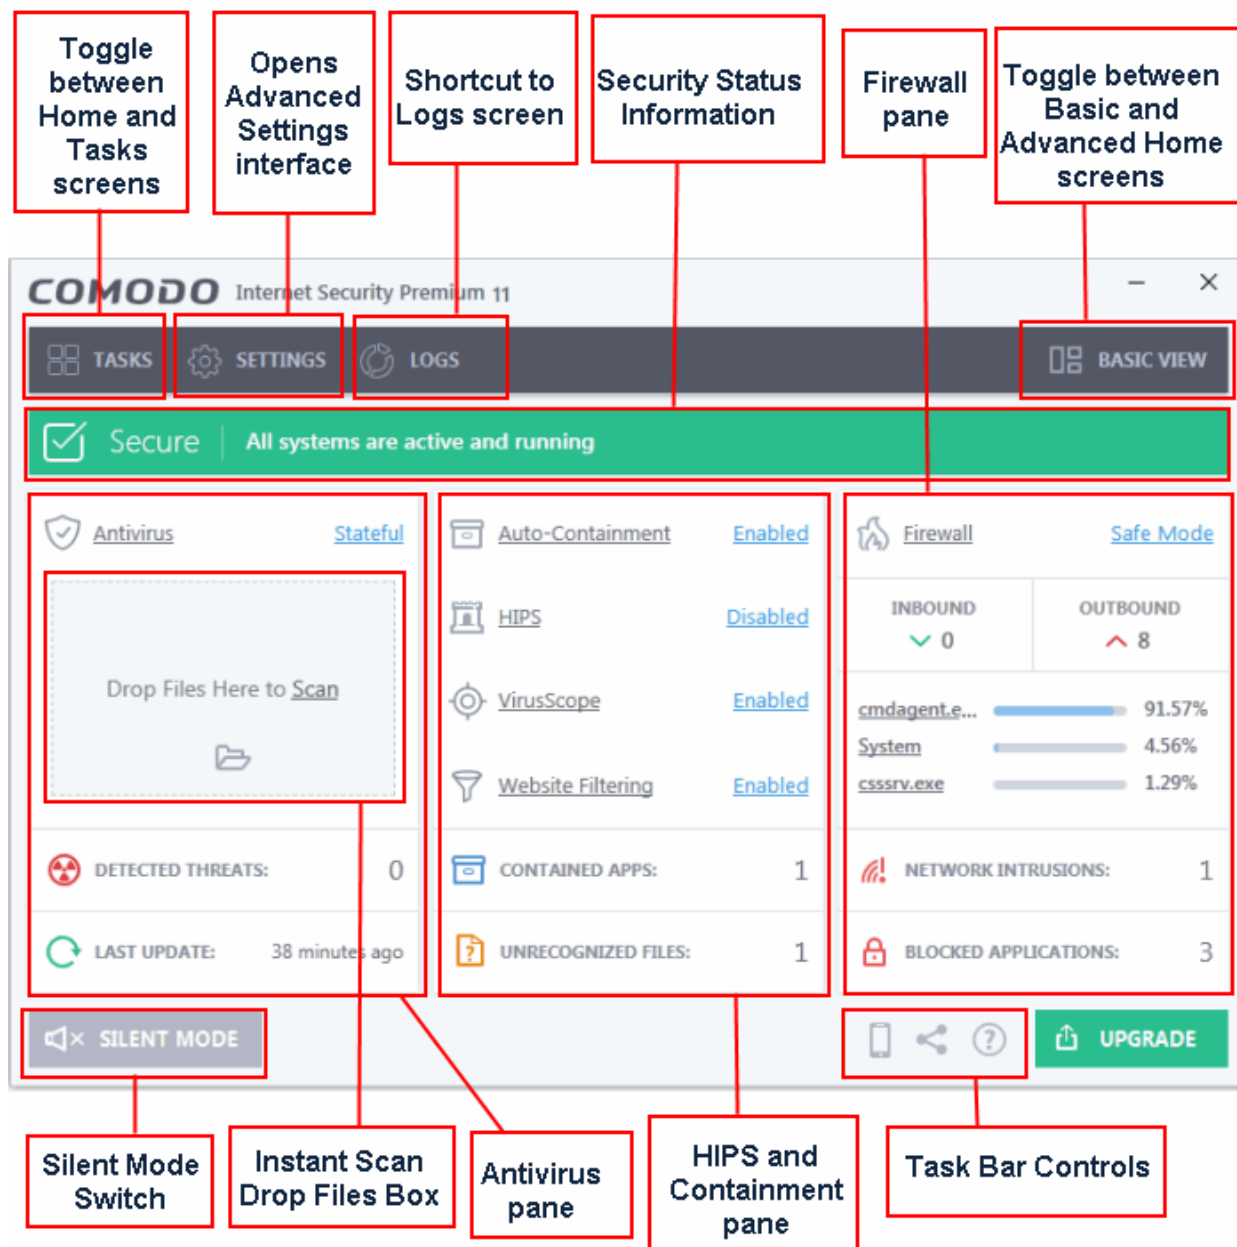 Toggle
between
Home and
Tasks
screens
Opens
Advanced
Settings
interface
Shortcut to
Logs screen
Security Status
Information
Firewall
pane
Toggle between
Basic and
Advanced Home
screens
COMODO Internet Security Premium 11
TASKS SETTINGS LOGS BASIC VIEW
Secure All systems are active and running
Antivirus Stateful
Drop Files Here to Scan
DETECTED THREATS: 0
LAST UPDATE: 38 minutes ago
Auto-Containment Enabled
HIPS Disabled
VirusScope Enabled
Website Filtering Enabled
CONTAINED APPS: 1
UNRECOGNIZED FILES: 1
Firewall Safe Mode
INBOUND OUTBOUND
0 8
cmdagent.e... 91.57%
System 4.56%
csssrv.exe 1.29%
NETWORK INTRUSIONS: 1
BLOCKED APPLICATIONS: 3
SILENT MODE
UPGRADE
Silent Mode
Switch
Instant Scan
Drop Files Box
Antivirus
pane
HIPS and
Containment
pane
Task Bar Controls